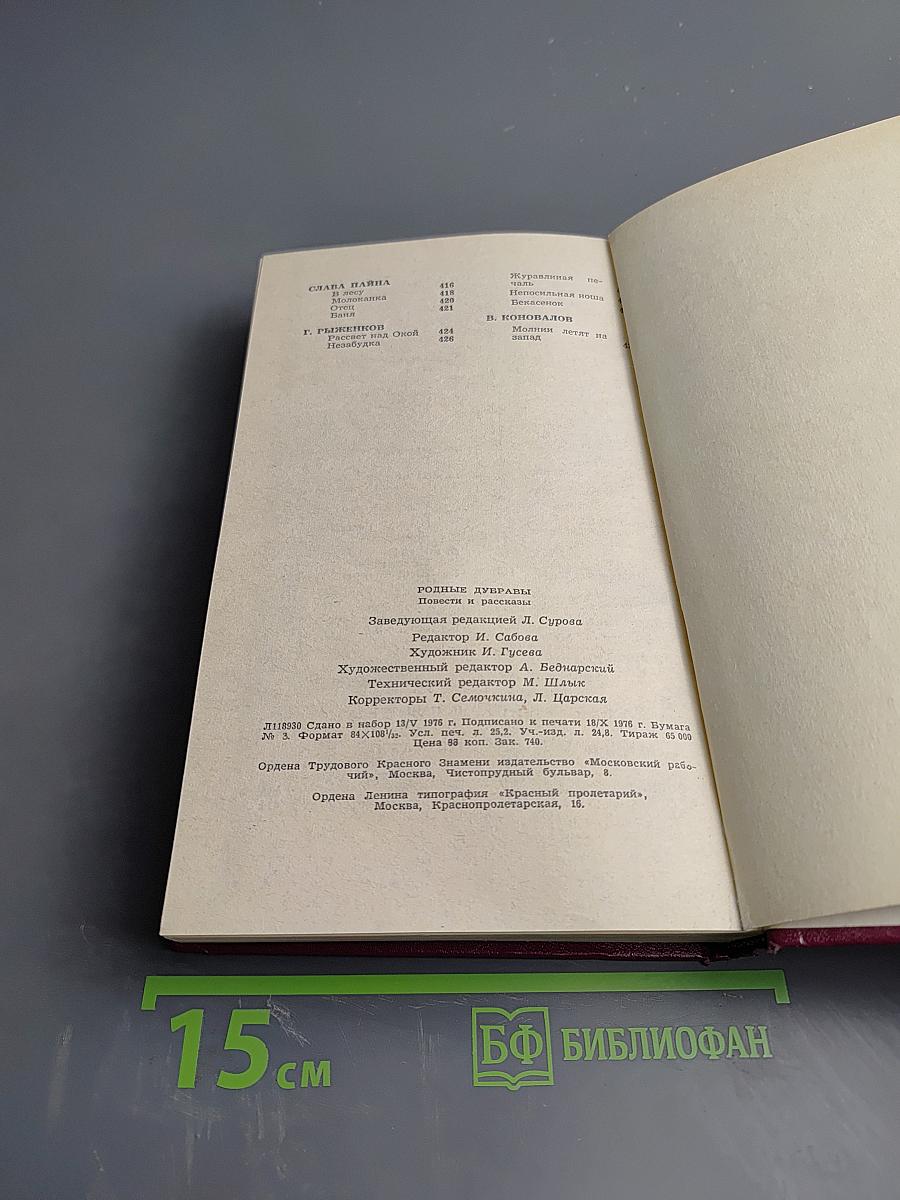 СЛАВА ПАЙНА
В лесу 416
Молоканка 418
Отец 420
Ваня 421
Г. РЫЖЕНКОВ
Рассвет над Окой 424
Незабудка 426
Журавлиная пе-
чаль
Непосильная ноша
Бекасенок
В. КОНОВАЛОВ
Молнии летят на
запад
РОДНЫЕ ДУБРАВЫ
Повести и рассказы
Заведующая редакцией Л. Сурова
Редактор И. Сабова
Художник И. Гусева
Художественный редактор А. Беднарский
Технический редактор М. Шлык
Корректоры Т. Семочкина, Л. Царская
Л118930 Сдано в набор 13/V 1976 г. Подписано к печати 18/X 1976 г. Бумага
№ 3. Формат 84×108¹/₃₂. Усл. печ. л. 25,2. Уч.-изд. л. 24,8. Тираж 65 000
Цена коп. Зак. 740.
Ордена Трудового Красного Знамени издательство «Московский рабо-
чий», Москва, Чистопрудный бульвар, 8.
Ордена Ленина типография «Красный пролетарий»,
Москва, Краснопролетарская, 16.
15 см
БФ БИБЛИОФАН